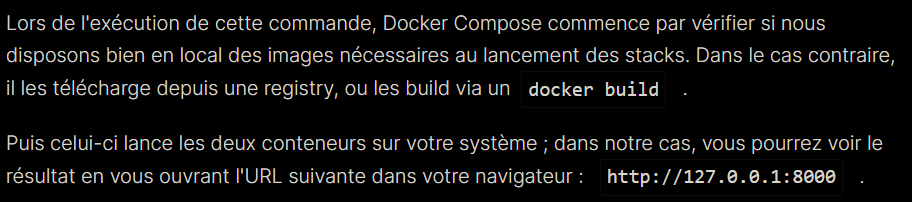 Lors de l'exécution de cette commande, Docker Compose commence par vérifier si nous
disposons bien en local des images nécessaires au lancement des stacks. Dans le cas contraire,
il les télécharge depuis une registry, ou les build via un docker build .
Puis celui-ci lance les deux conteneurs sur votre système ; dans notre cas, vous pourrez voir le
résultat en vous ouvrant l'URL suivante dans votre navigateur : http://127.0.0.1:8000 .